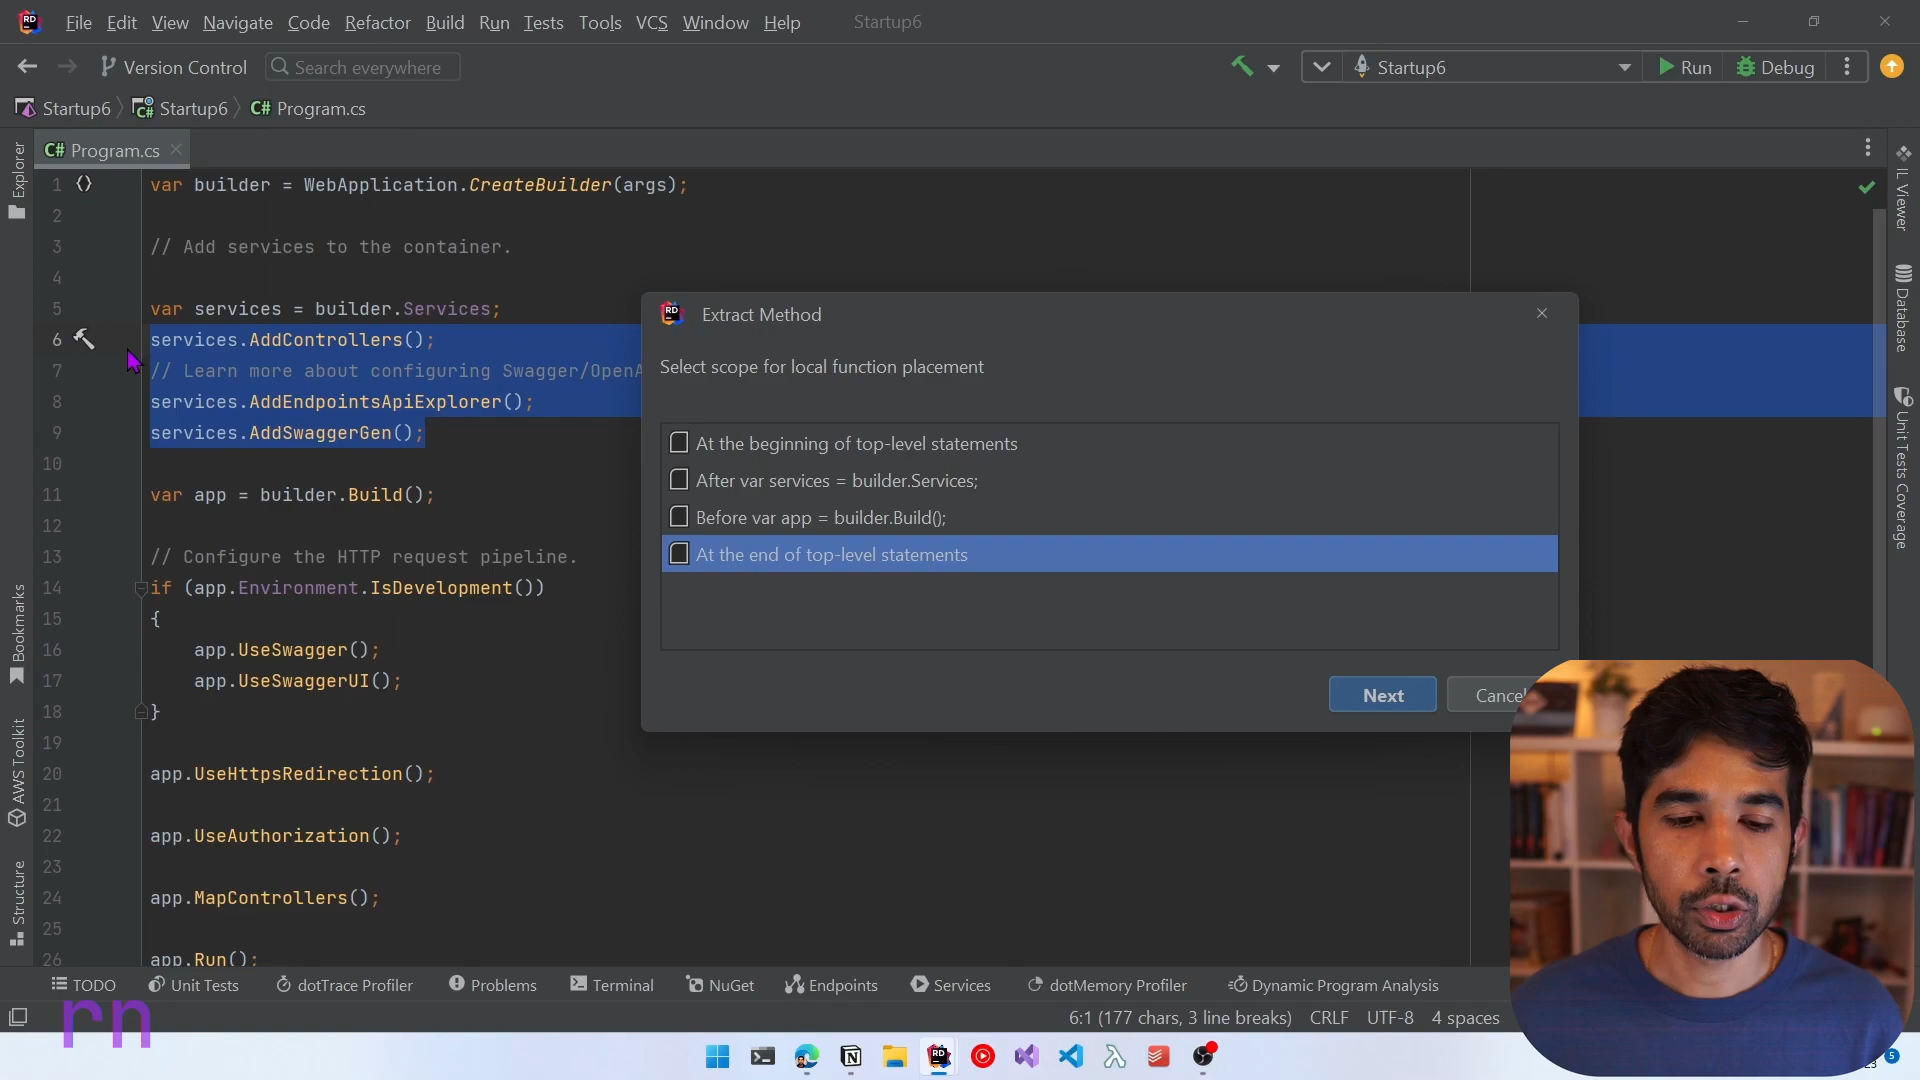 File Edit View Navigate Code Refactor Build Run Tests Tools VCS Window Help Startup6
Version Control Search everywhere Startup6 Run Debug
Startup6 Startup6 C# Program.cs
C# Program.cs
1 var builder = WebApplication.CreateBuilder(args);
2
3 // Add services to the container.
4
5 var services = builder.Services;
6 services.AddControllers();
7 // Learn more about configuring Swagger/OpenA
8 services.AddEndpointsApiExplorer();
9 services.AddSwaggerGen();
10
11 var app = builder.Build();
12
13 // Configure the HTTP request pipeline.
14 if (app.Environment.IsDevelopment())
15 {
16 app.UseSwagger();
17 app.UseSwaggerUI();
18 }
19
20 app.UseHttpsRedirection();
21
22 app.UseAuthorization();
23
24 app.MapControllers();
25
26 app.Run();
Extract Method
Select scope for local function placement
At the beginning of top-level statements
After var services = builder.Services;
Before var app = builder.Build();
At the end of top-level statements
Next Cancel
Explorer
Bookmarks
AWS Toolkit
Structure
IL Viewer
Database
Unit Tests Coverage
TODO Unit Tests dotTrace Profiler Problems Terminal NuGet Endpoints Services dotMemory Profiler Dynamic Program Analysis
6:1 (177 chars, 3 line breaks) CRLF UTF-8 4 spaces
rn
5